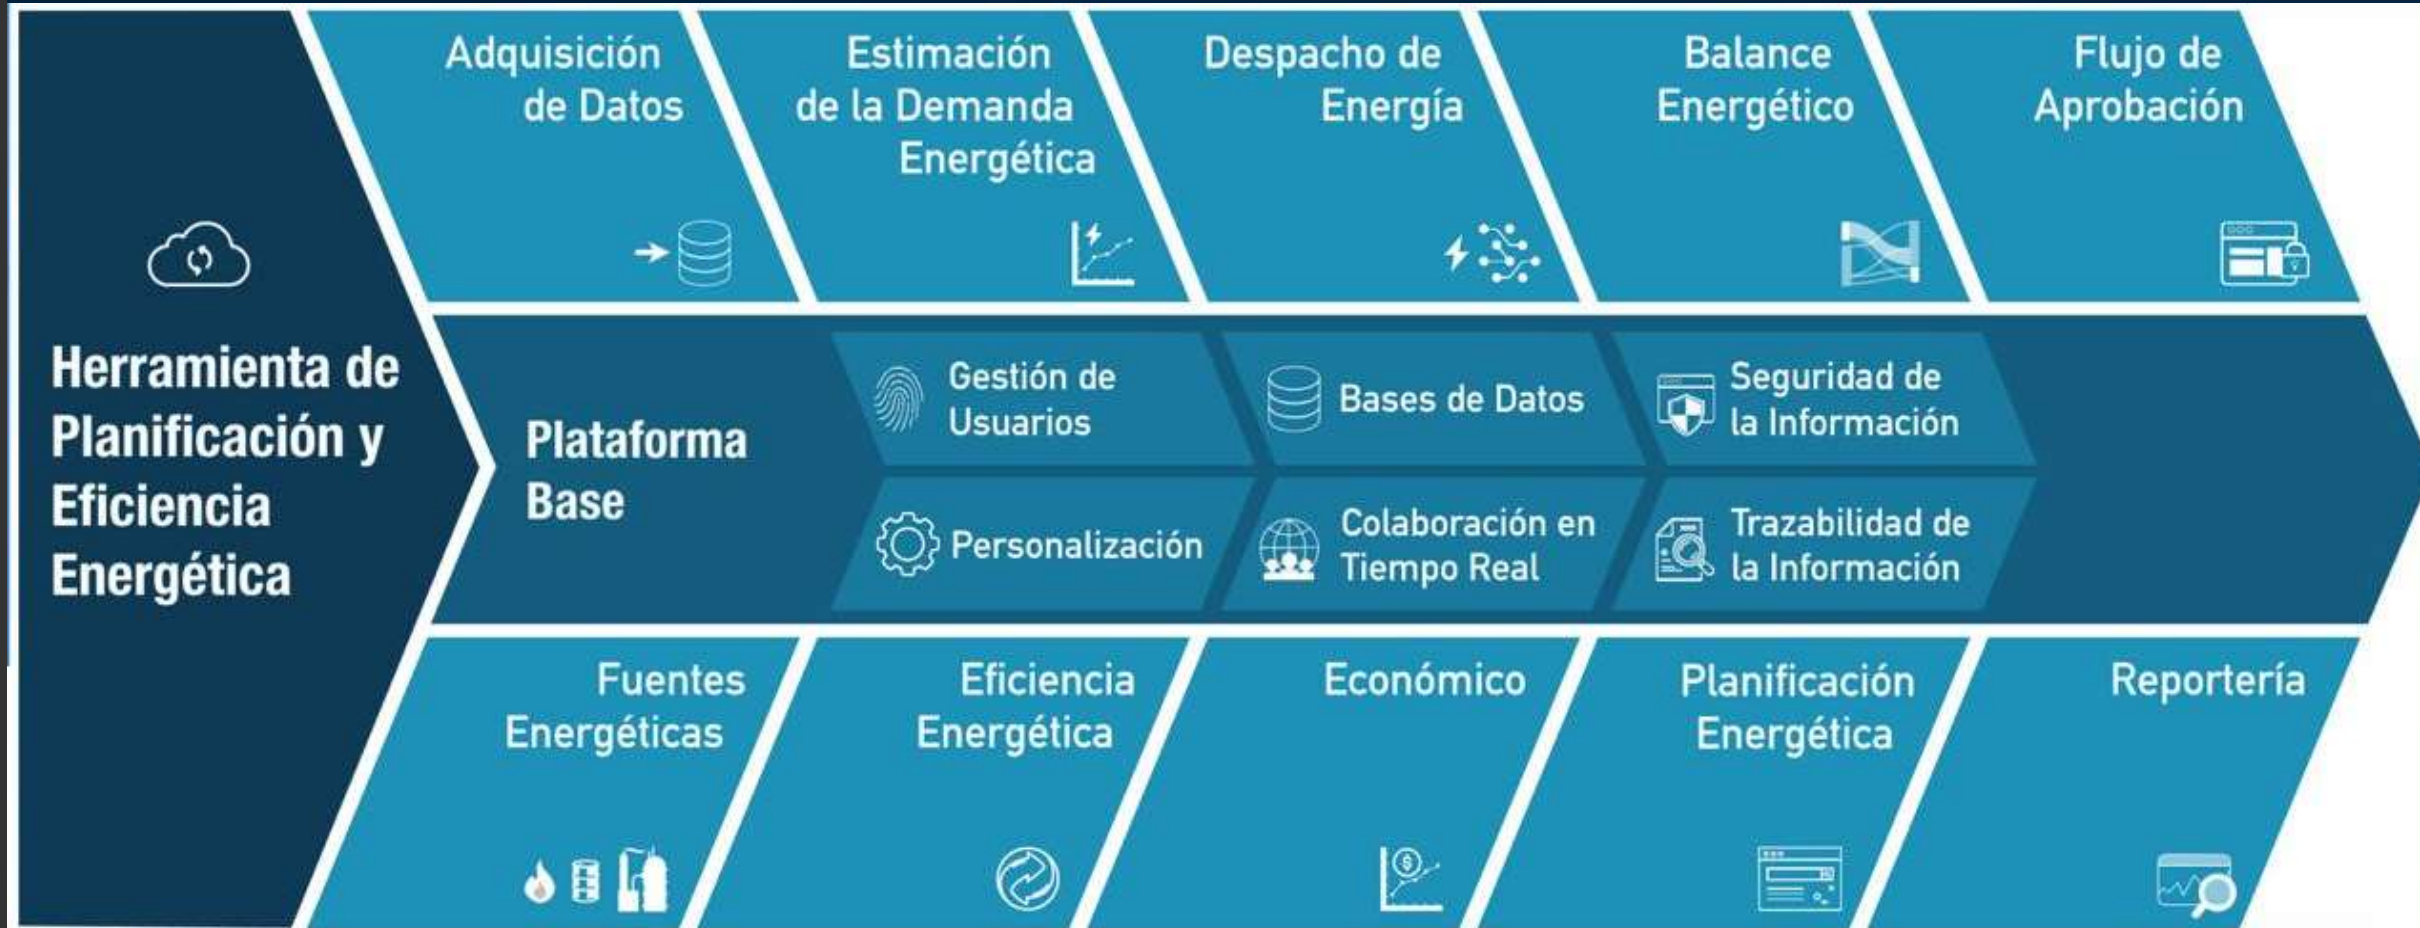 Herramienta de
Planificación y
Eficiencia
Energética
Adquisición
de Datos
Estimación
de la Demanda
Energética
Despacho de
Energía
Balance
Energético
Flujo de
Aprobación
Plataforma
Base
Gestión de
Usuarios
Bases de Datos
Seguridad de
la Información
Personalización
Colaboración en
Tiempo Real
Trazabilidad de
la Información
Fuentes
Energéticas
Eficiencia
Energética
Económico
Planificación
Energética
Reportería